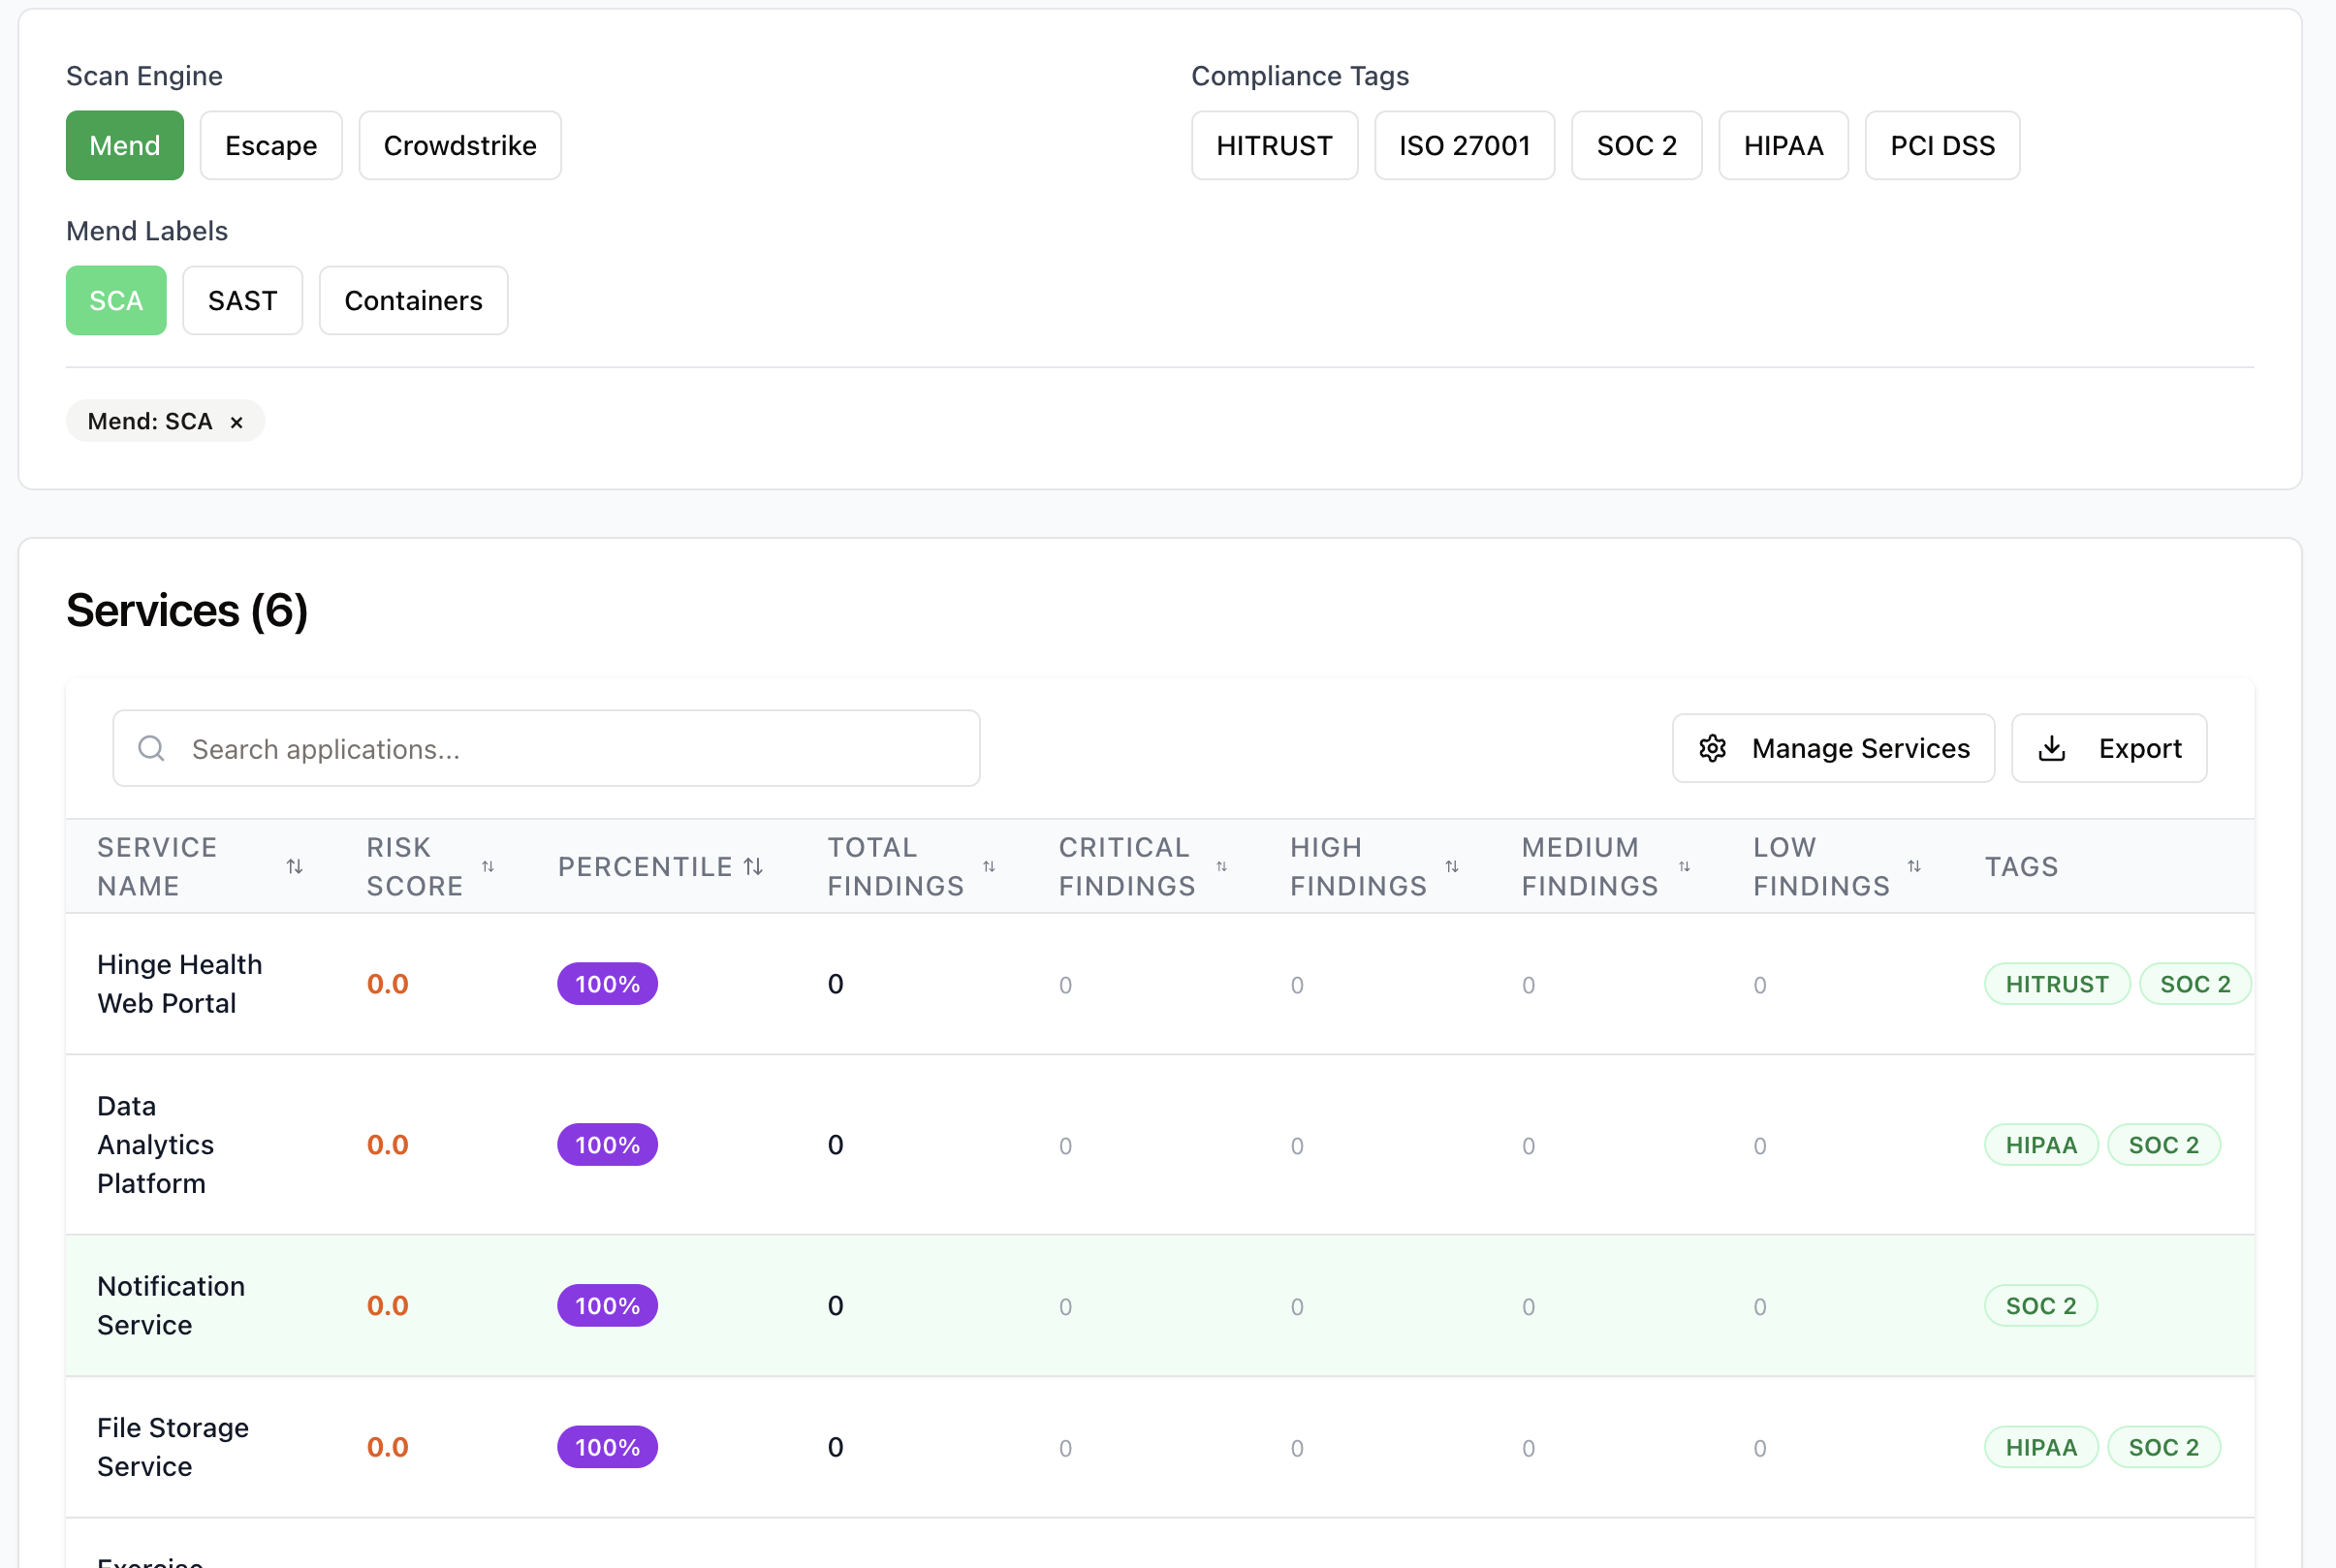 Scan Engine
Mend Escape Crowdstrike
Mend Labels
SCA SAST Containers
Compliance Tags
HITRUST ISO 27001 SOC 2 HIPAA PCI DSS
Mend: SCA ×
Services (6)
Search applications...
Manage Services
Export
SERVICE NAME RISK SCORE PERCENTILE TOTAL FINDINGS CRITICAL FINDINGS HIGH FINDINGS MEDIUM FINDINGS LOW FINDINGS TAGS
Hinge Health Web Portal 0.0 100% 0 0 0 0 0 HITRUST SOC 2
Data Analytics Platform 0.0 100% 0 0 0 0 0 HIPAA SOC 2
Notification Service 0.0 100% 0 0 0 0 0 SOC 2
File Storage Service 0.0 100% 0 0 0 0 0 HIPAA SOC 2